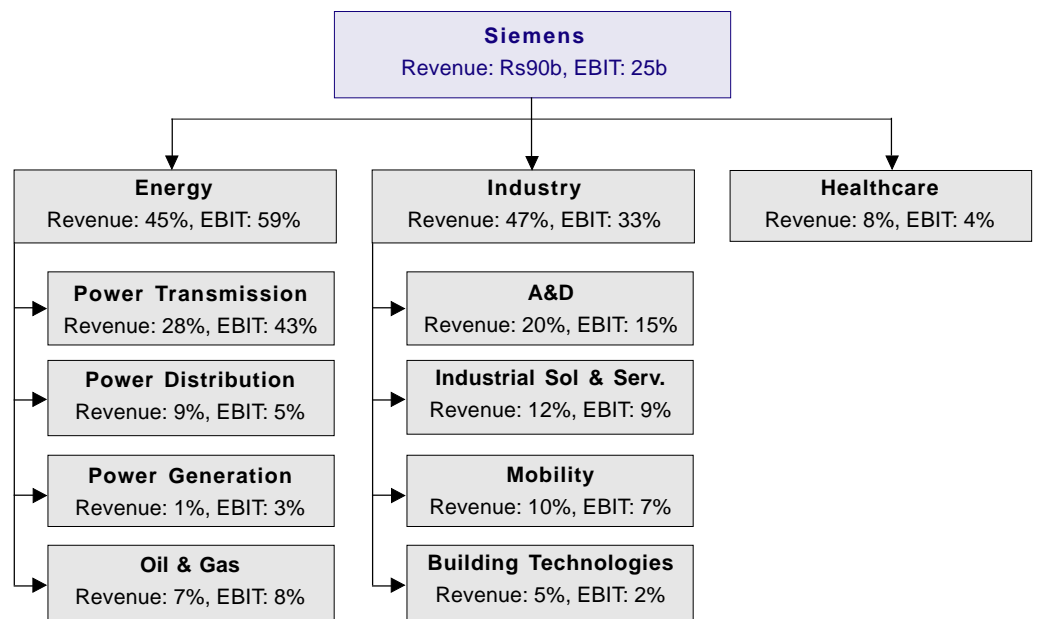 Siemens
Revenue: Rs90b, EBIT: 25b
Energy
Revenue: 45%, EBIT: 59%
Industry
Revenue: 47%, EBIT: 33%
Healthcare
Revenue: 8%, EBIT: 4%
Power Transmission
Revenue: 28%, EBIT: 43%
Power Distribution
Revenue: 9%, EBIT: 5%
Power Generation
Revenue: 1%, EBIT: 3%
Oil & Gas
Revenue: 7%, EBIT: 8%
A&D
Revenue: 20%, EBIT: 15%
Industrial Sol & Serv.
Revenue: 12%, EBIT: 9%
Mobility
Revenue: 10%, EBIT: 7%
Building Technologies
Revenue: 5%, EBIT: 2%